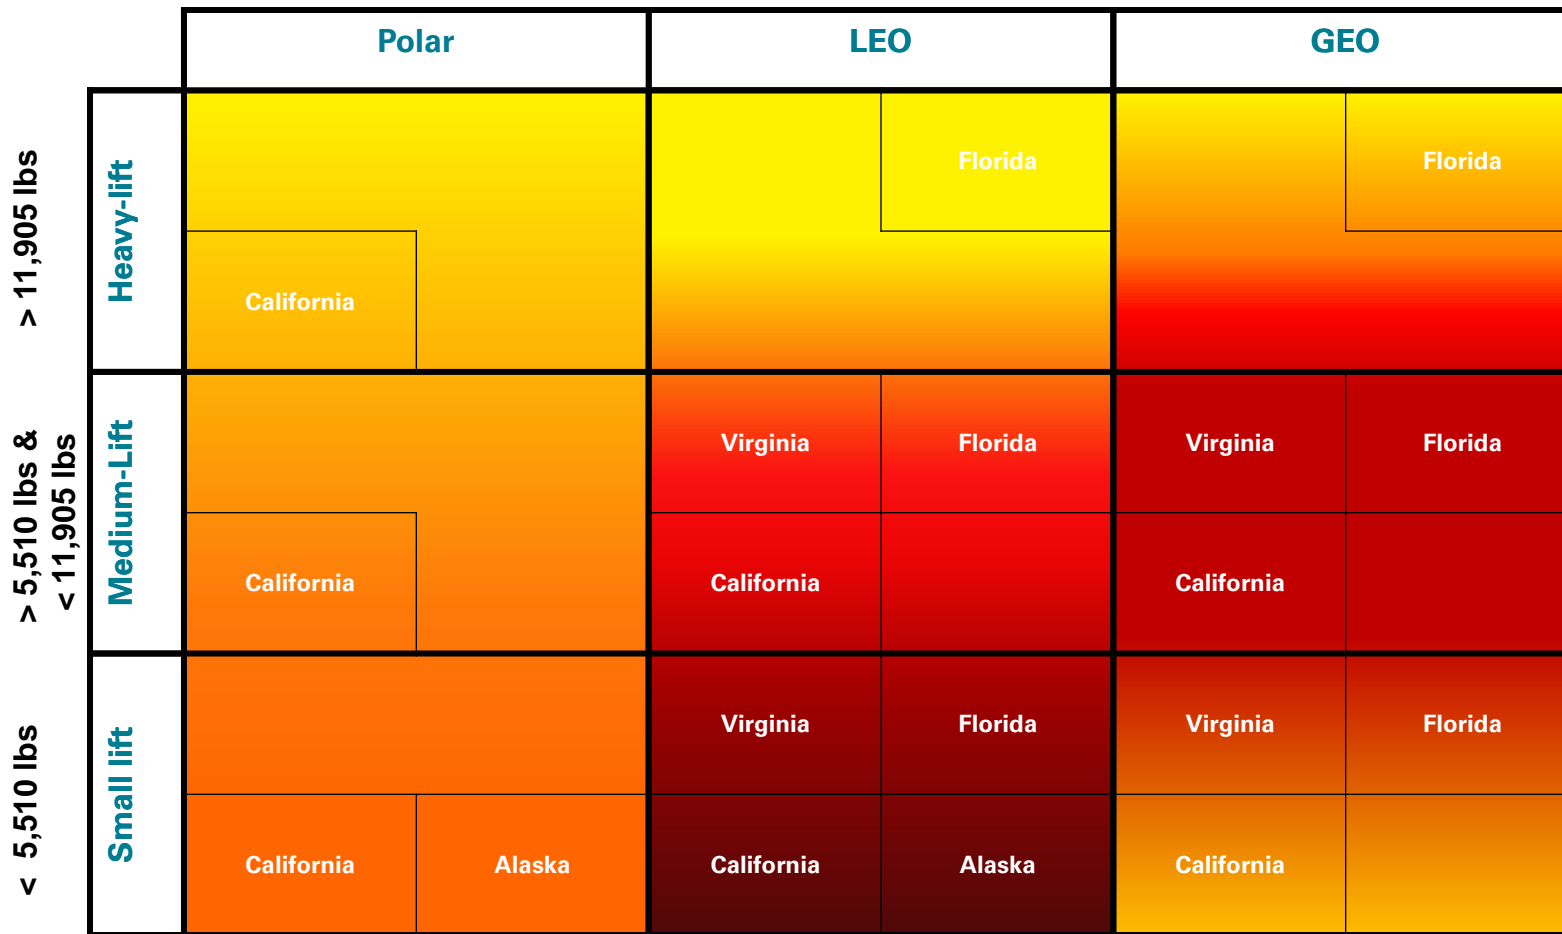 Polar
LEO
GEO
> 11,905 lbs
Heavy-lift
Florida
Florida
California
> 5,510 lbs &
< 11,905 lbs
Medium-Lift
Virginia
Florida
Virginia
Florida
California
California
California
< 5,510 lbs
Small lift
Virginia
Florida
Virginia
Florida
California
Alaska
California
Alaska
California